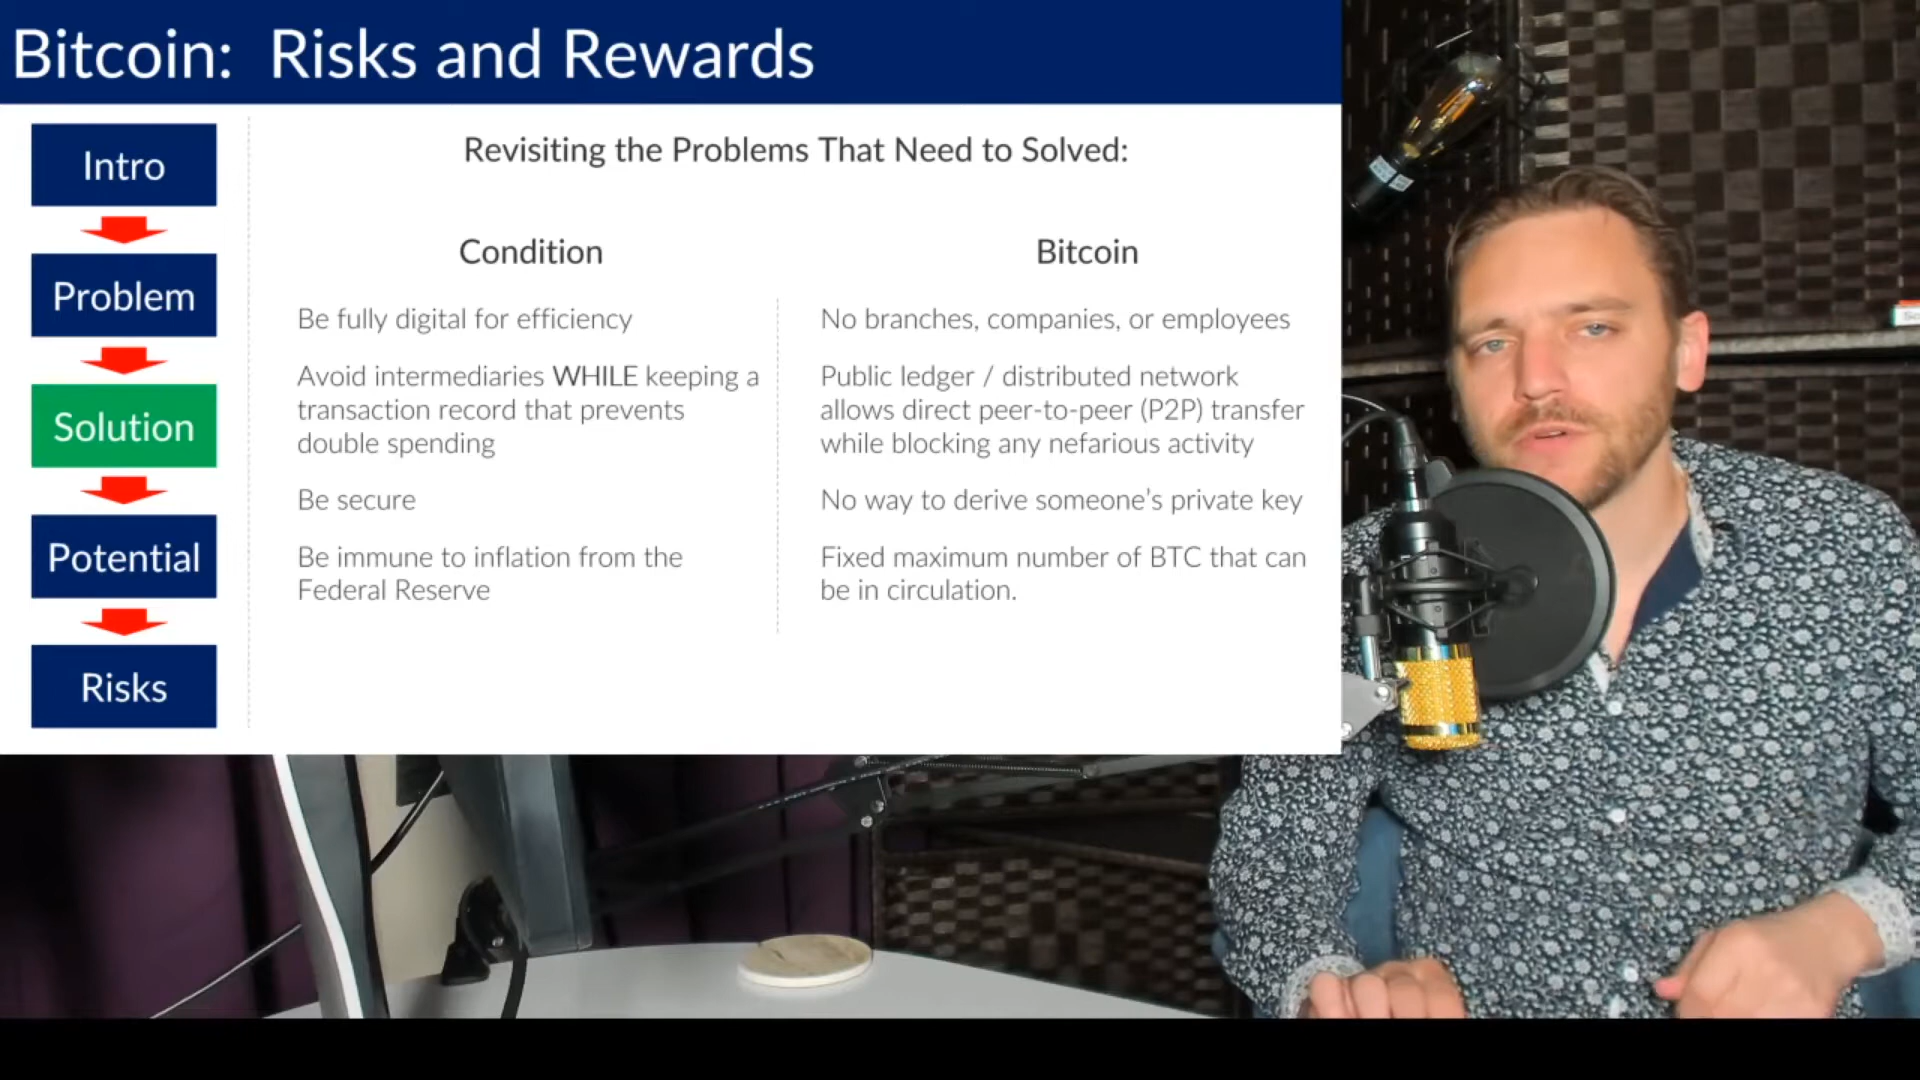 Bitcoin: Risks and Rewards
Intro
Problem
Solution
Potential
Risks
Revisiting the Problems That Need to Solved:
Condition
Be fully digital for efficiency
Avoid intermediaries WHILE keeping a
transaction record that prevents
double spending
Be secure
Be immune to inflation from the
Federal Reserve
Bitcoin
No branches, companies, or employees
Public ledger / distributed network
allows direct peer-to-peer (P2P) transfer
while blocking any nefarious activity
No way to derive someone's private key
Fixed maximum number of BTC that can
be in circulation.